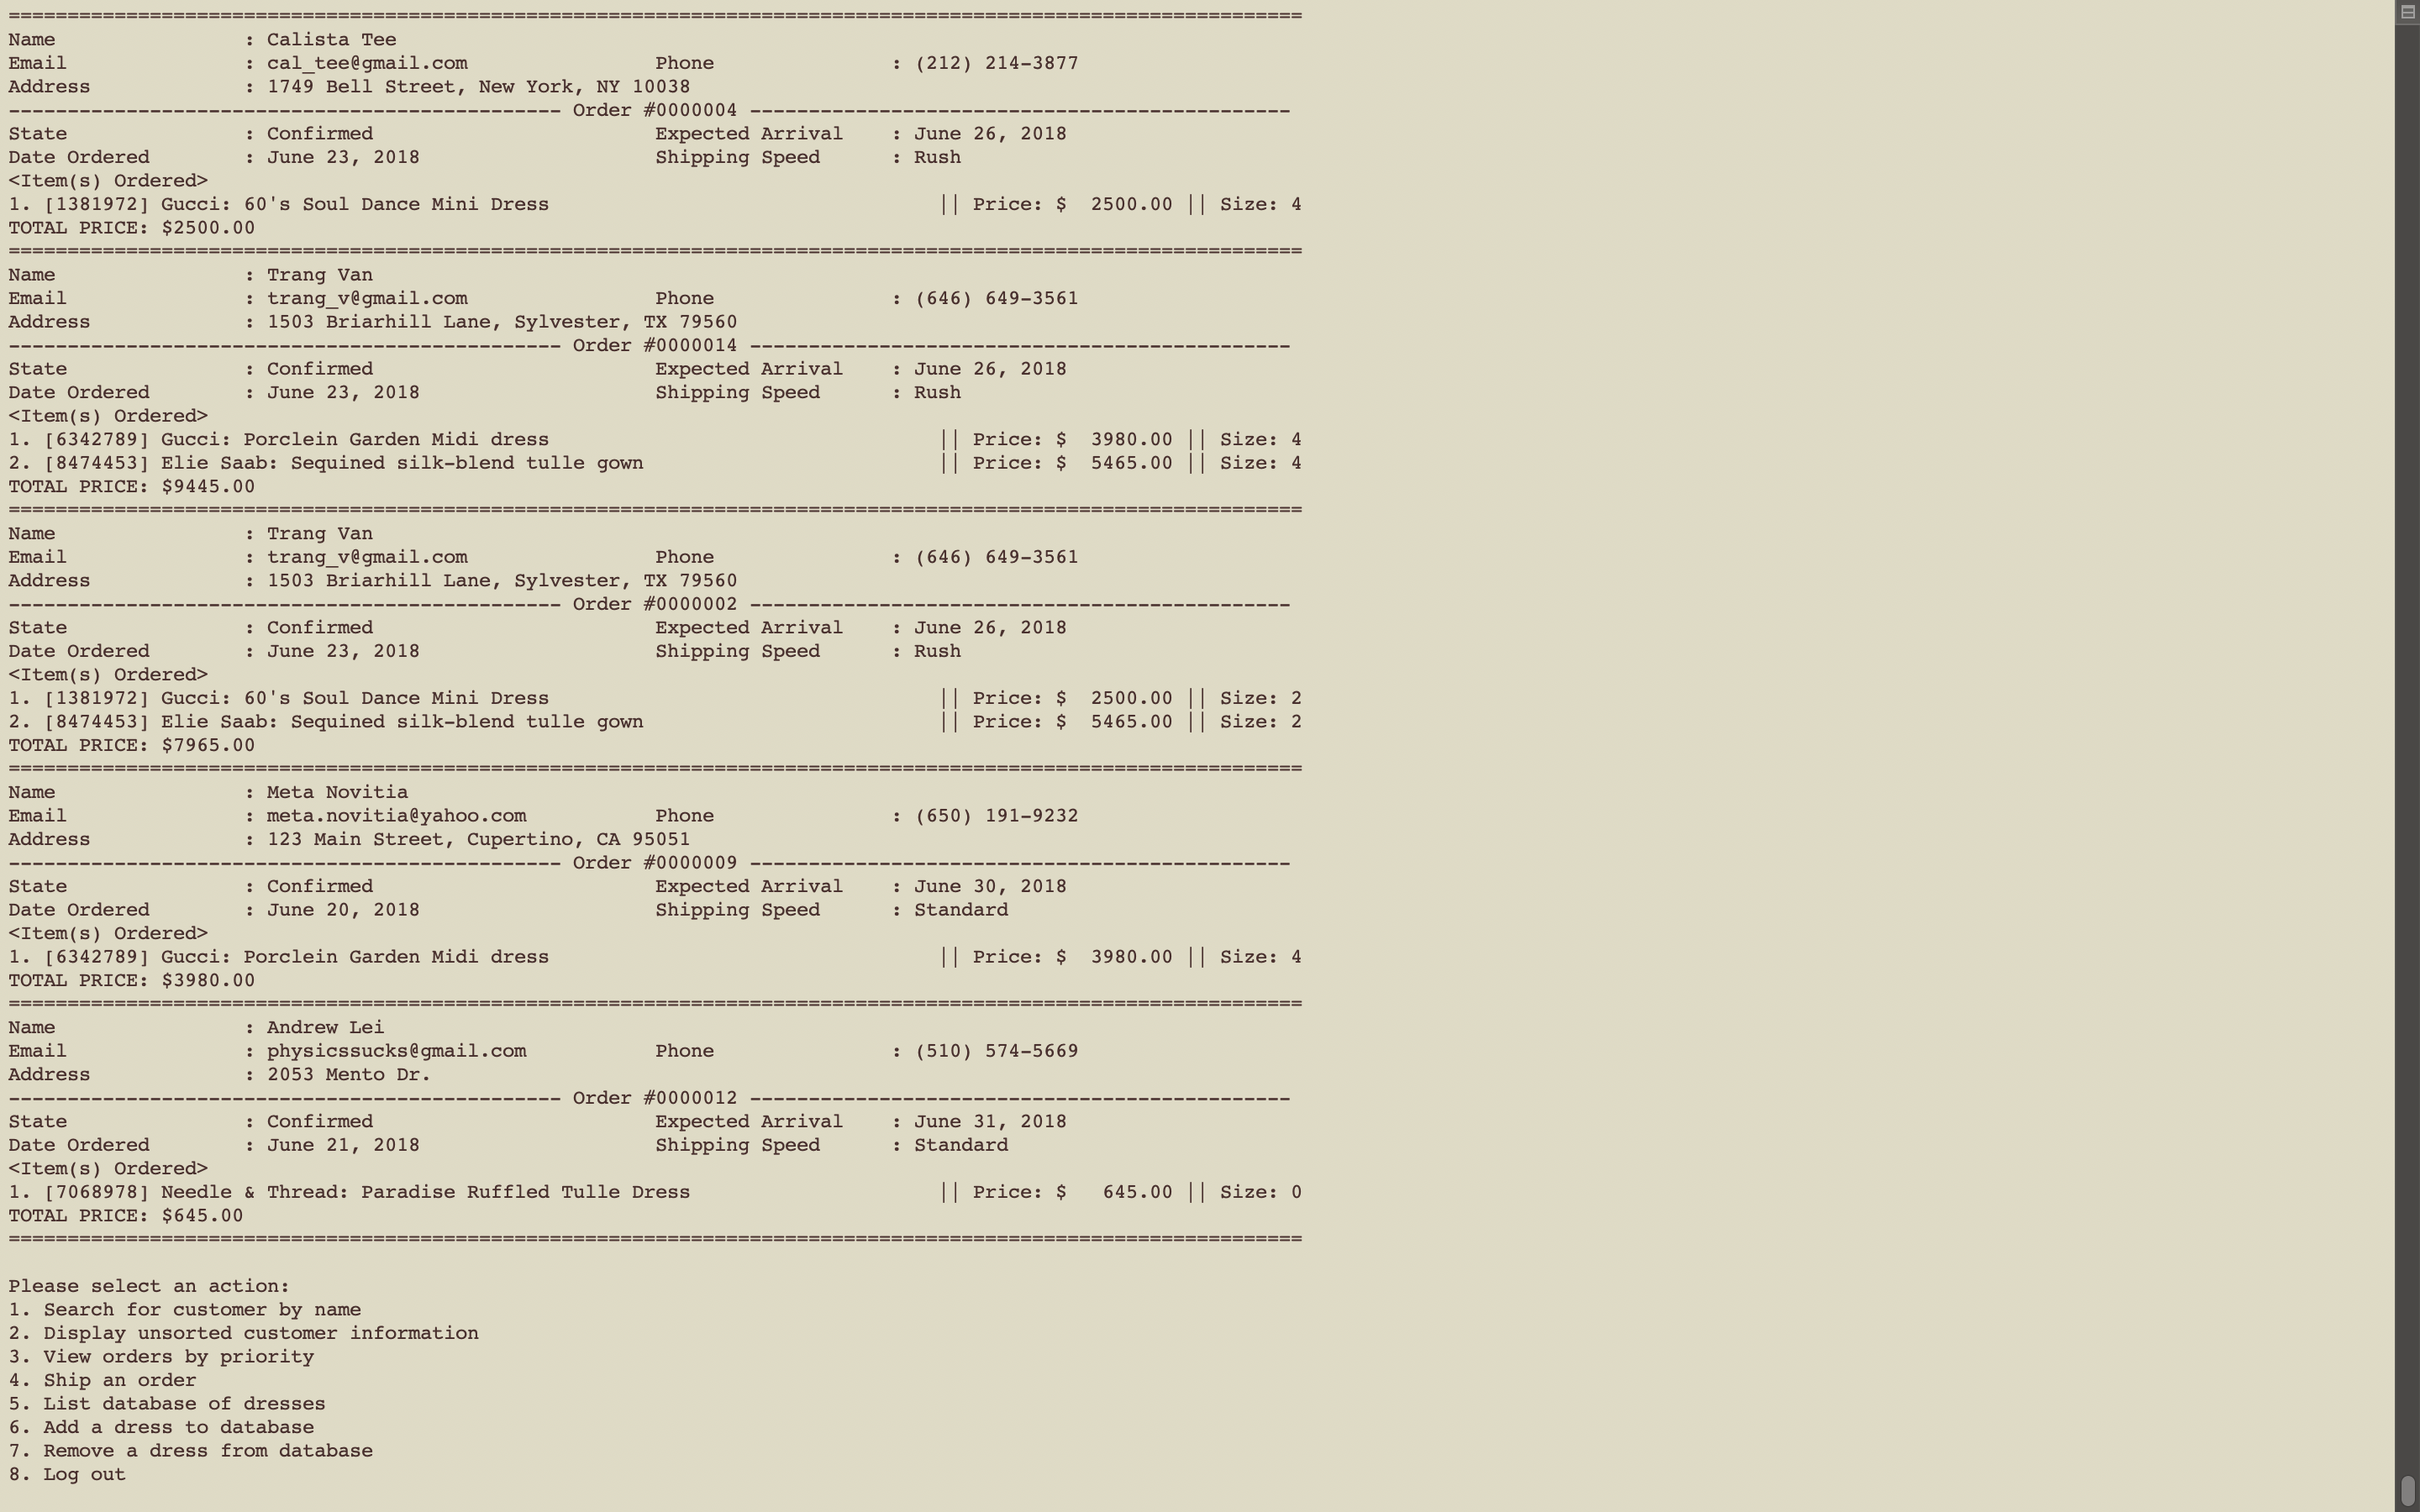 ==============================================================================================================
Name                : Calista Tee
Email               : cal_tee@gmail.com                Phone               : (212) 214-3877
Address             : 1749 Bell Street, New York, NY 10038
----------------------------------------------- Order #0000004 ----------------------------------------------
State               : Confirmed                        Expected Arrival    : June 26, 2018
Date Ordered        : June 23, 2018                    Shipping Speed      : Rush
<Item(s) Ordered>
1. [1381972] Gucci: 60's Soul Dance Mini Dress                                 || Price: $  2500.00 || Size: 4
TOTAL PRICE: $2500.00
==============================================================================================================
Name                : Trang Van
Email               : trang_v@gmail.com                Phone               : (646) 649-3561
Address             : 1503 Briarhill Lane, Sylvester, TX 79560
----------------------------------------------- Order #0000014 ----------------------------------------------
State               : Confirmed                        Expected Arrival    : June 26, 2018
Date Ordered        : June 23, 2018                    Shipping Speed      : Rush
<Item(s) Ordered>
1. [6342789] Gucci: Porclein Garden Midi dress                                 || Price: $  3980.00 || Size: 4
2. [8474453] Elie Saab: Sequined silk-blend tulle gown                         || Price: $  5465.00 || Size: 4
TOTAL PRICE: $9445.00
==============================================================================================================
Name                : Trang Van
Email               : trang_v@gmail.com                Phone               : (646) 649-3561
Address             : 1503 Briarhill Lane, Sylvester, TX 79560
----------------------------------------------- Order #0000002 ----------------------------------------------
State               : Confirmed                        Expected Arrival    : June 26, 2018
Date Ordered        : June 23, 2018                    Shipping Speed      : Rush
<Item(s) Ordered>
1. [1381972] Gucci: 60's Soul Dance Mini Dress                                 || Price: $  2500.00 || Size: 2
2. [8474453] Elie Saab: Sequined silk-blend tulle gown                         || Price: $  5465.00 || Size: 2
TOTAL PRICE: $7965.00
==============================================================================================================
Name                : Meta Novitia
Email               : meta.novitia@yahoo.com           Phone               : (650) 191-9232
Address             : 123 Main Street, Cupertino, CA 95051
----------------------------------------------- Order #0000009 ----------------------------------------------
State               : Confirmed                        Expected Arrival    : June 30, 2018
Date Ordered        : June 20, 2018                    Shipping Speed      : Standard
<Item(s) Ordered>
1. [6342789] Gucci: Porclein Garden Midi dress                                 || Price: $  3980.00 || Size: 4
TOTAL PRICE: $3980.00
==============================================================================================================
Name                : Andrew Lei
Email               : physicssucks@gmail.com           Phone               : (510) 574-5669
Address             : 2053 Mento Dr.
----------------------------------------------- Order #0000012 ----------------------------------------------
State               : Confirmed                        Expected Arrival    : June 31, 2018
Date Ordered        : June 21, 2018                    Shipping Speed      : Standard
<Item(s) Ordered>
1. [7068978] Needle & Thread: Paradise Ruffled Tulle Dress                     || Price: $   645.00 || Size: 0
TOTAL PRICE: $645.00
==============================================================================================================

Please select an action:
1. Search for customer by name
2. Display unsorted customer information
3. View orders by priority
4. Ship an order
5. List database of dresses
6. Add a dress to database
7. Remove a dress from database
8. Log out